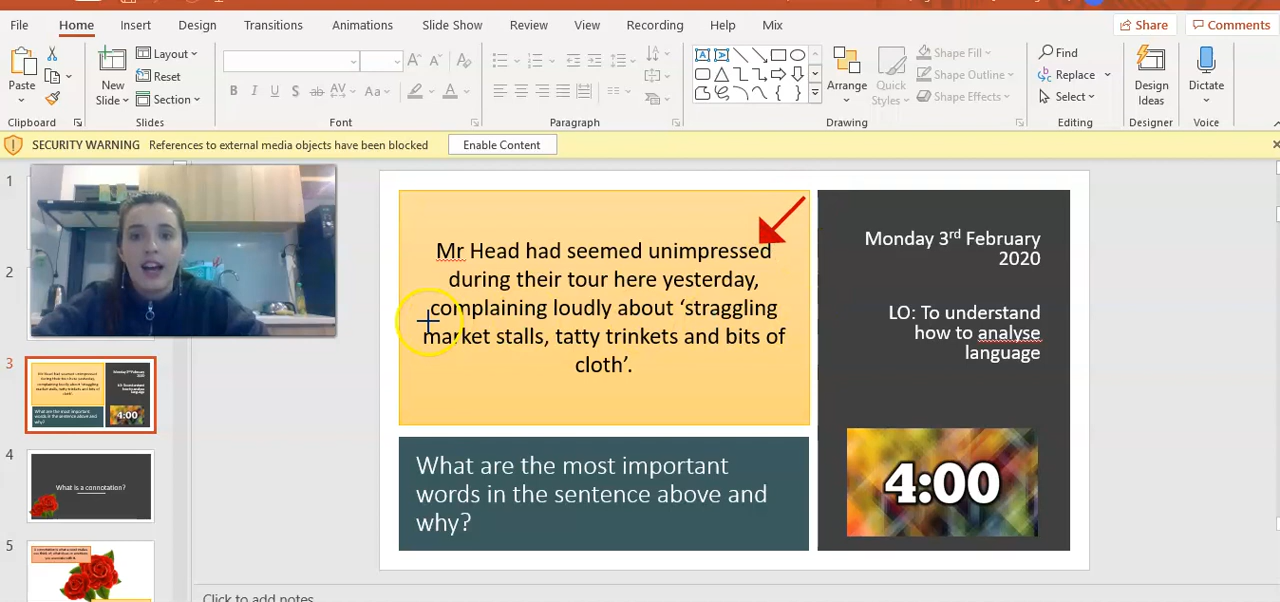 File Home Insert Design Transitions Animations Slide Show Review View Recording Help Mix Share Comments
Paste
Clipboard
New Slide
Layout
Reset
Section
Slides
B I U S ab AV Aa A
Font
Paragraph
Arrange
Quick Styles
Shape Fill
Shape Outline
Shape Effects
Drawing
Find
Replace
Select
Editing
Design Ideas
Designer
Dictate
Voice
SECURITY WARNING References to external media objects have been blocked Enable Content
1
2
3
4
What is a connotation?
5
Mr Head had seemed unimpressed
during their tour here yesterday,
complaining loudly about ‘straggling
market stalls, tatty trinkets and bits of
cloth’.
What are the most important
words in the sentence above and
why?
Monday 3rd February
2020
LO: To understand
how to analyse
language
4:00
Click to add notes